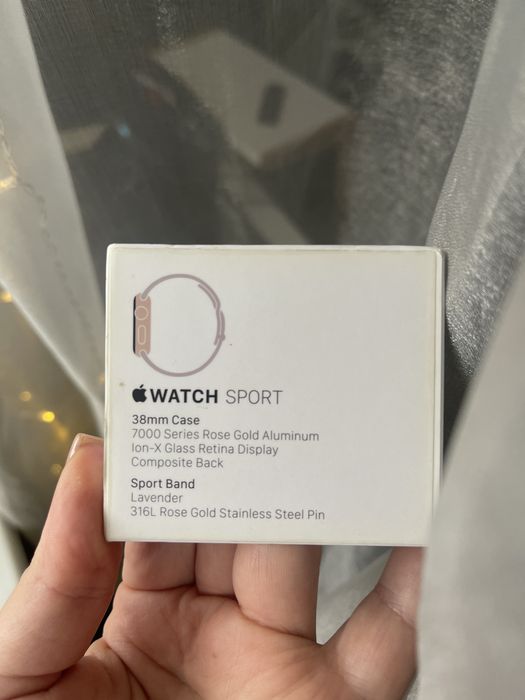 WATCH SPORT
38mm Case
7000 Series Rose Gold Aluminum
Ion-X Glass Retina Display
Composite Back
Sport Band
Lavender
316L Rose Gold Stainless Steel Pin